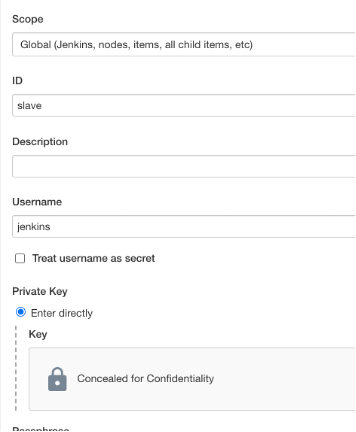 Scope
Global (Jenkins, nodes, items, all child items, etc)
ID
slave
Description
Username
jenkins
Treat username as secret
Private Key
Enter directly
Key
Concealed for Confidentiality
Passphrase